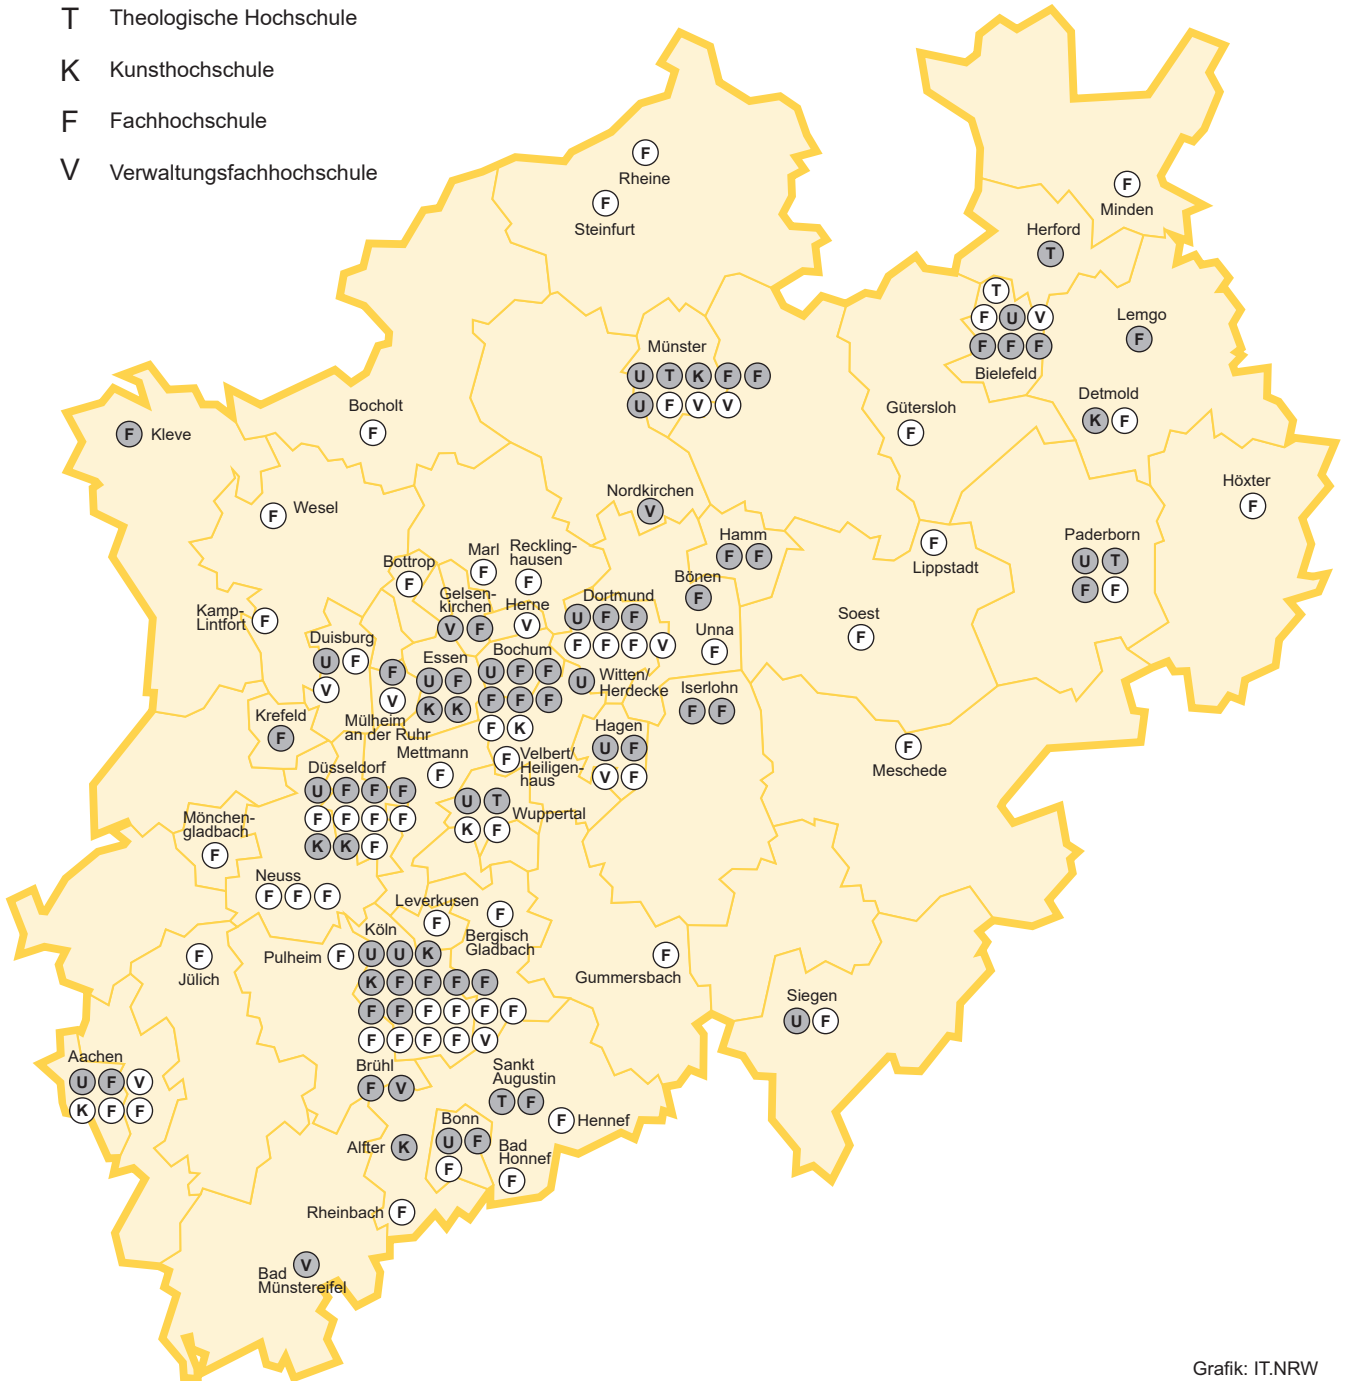 T Theologische Hochschule
K Kunsthochschule
F Fachhochschule
V Verwaltungsfachhochschule
F
Rheine
F
Steinfurt
F
Minden
Herford
T
T
F U V
F F F
Bielefeld
Lemgo
F
Detmold
K F
Münster
U T K F F
U F V V
Bocholt
F
F Kleve
Gütersloh
F
Höxter
F
F Wesel
Nordkirchen
V
Hamm
F F
F
Lippstadt
Paderborn
U T
F F
Bottrop
F
Marl
F
Reckling-
hausen
F
Bönen
F
Gelsen-
kirchen
V F
Herne
V
Dortmund
U F F
F F F V
Kamp-
Lintfort F
Duisburg
U F
V
Unna
F
Soest
F
F
V
Mülheim
an der Ruhr
Essen
U F
K K
Bochum
U F F
F F F
F K
U Witten/
Herdecke
Iserlohn
F F
Krefeld
F
Hagen
U F
V F
F
Meschede
Mettmann
F
F Velbert/
Heiligen-
haus
Düsseldorf
U F F F
F F F F
K K F
U T
K F
Wuppertal
Mönchen-
gladbach
F
Neuss
F F F
Leverkusen
F
F
Bergisch
Gladbach
F
Jülich
Pulheim F
Köln
U U K
K F F F F
F F F F F F
F F F F V
F
Gummersbach
Siegen
U F
Aachen
U F V
K F F
Brühl
F V
Sankt
Augustin
T F
F Hennef
Alfter K
Bonn
U F
F
Bad
Honnef
F
Rheinbach F
V
Bad
Münstereifel
Grafik: IT.NRW